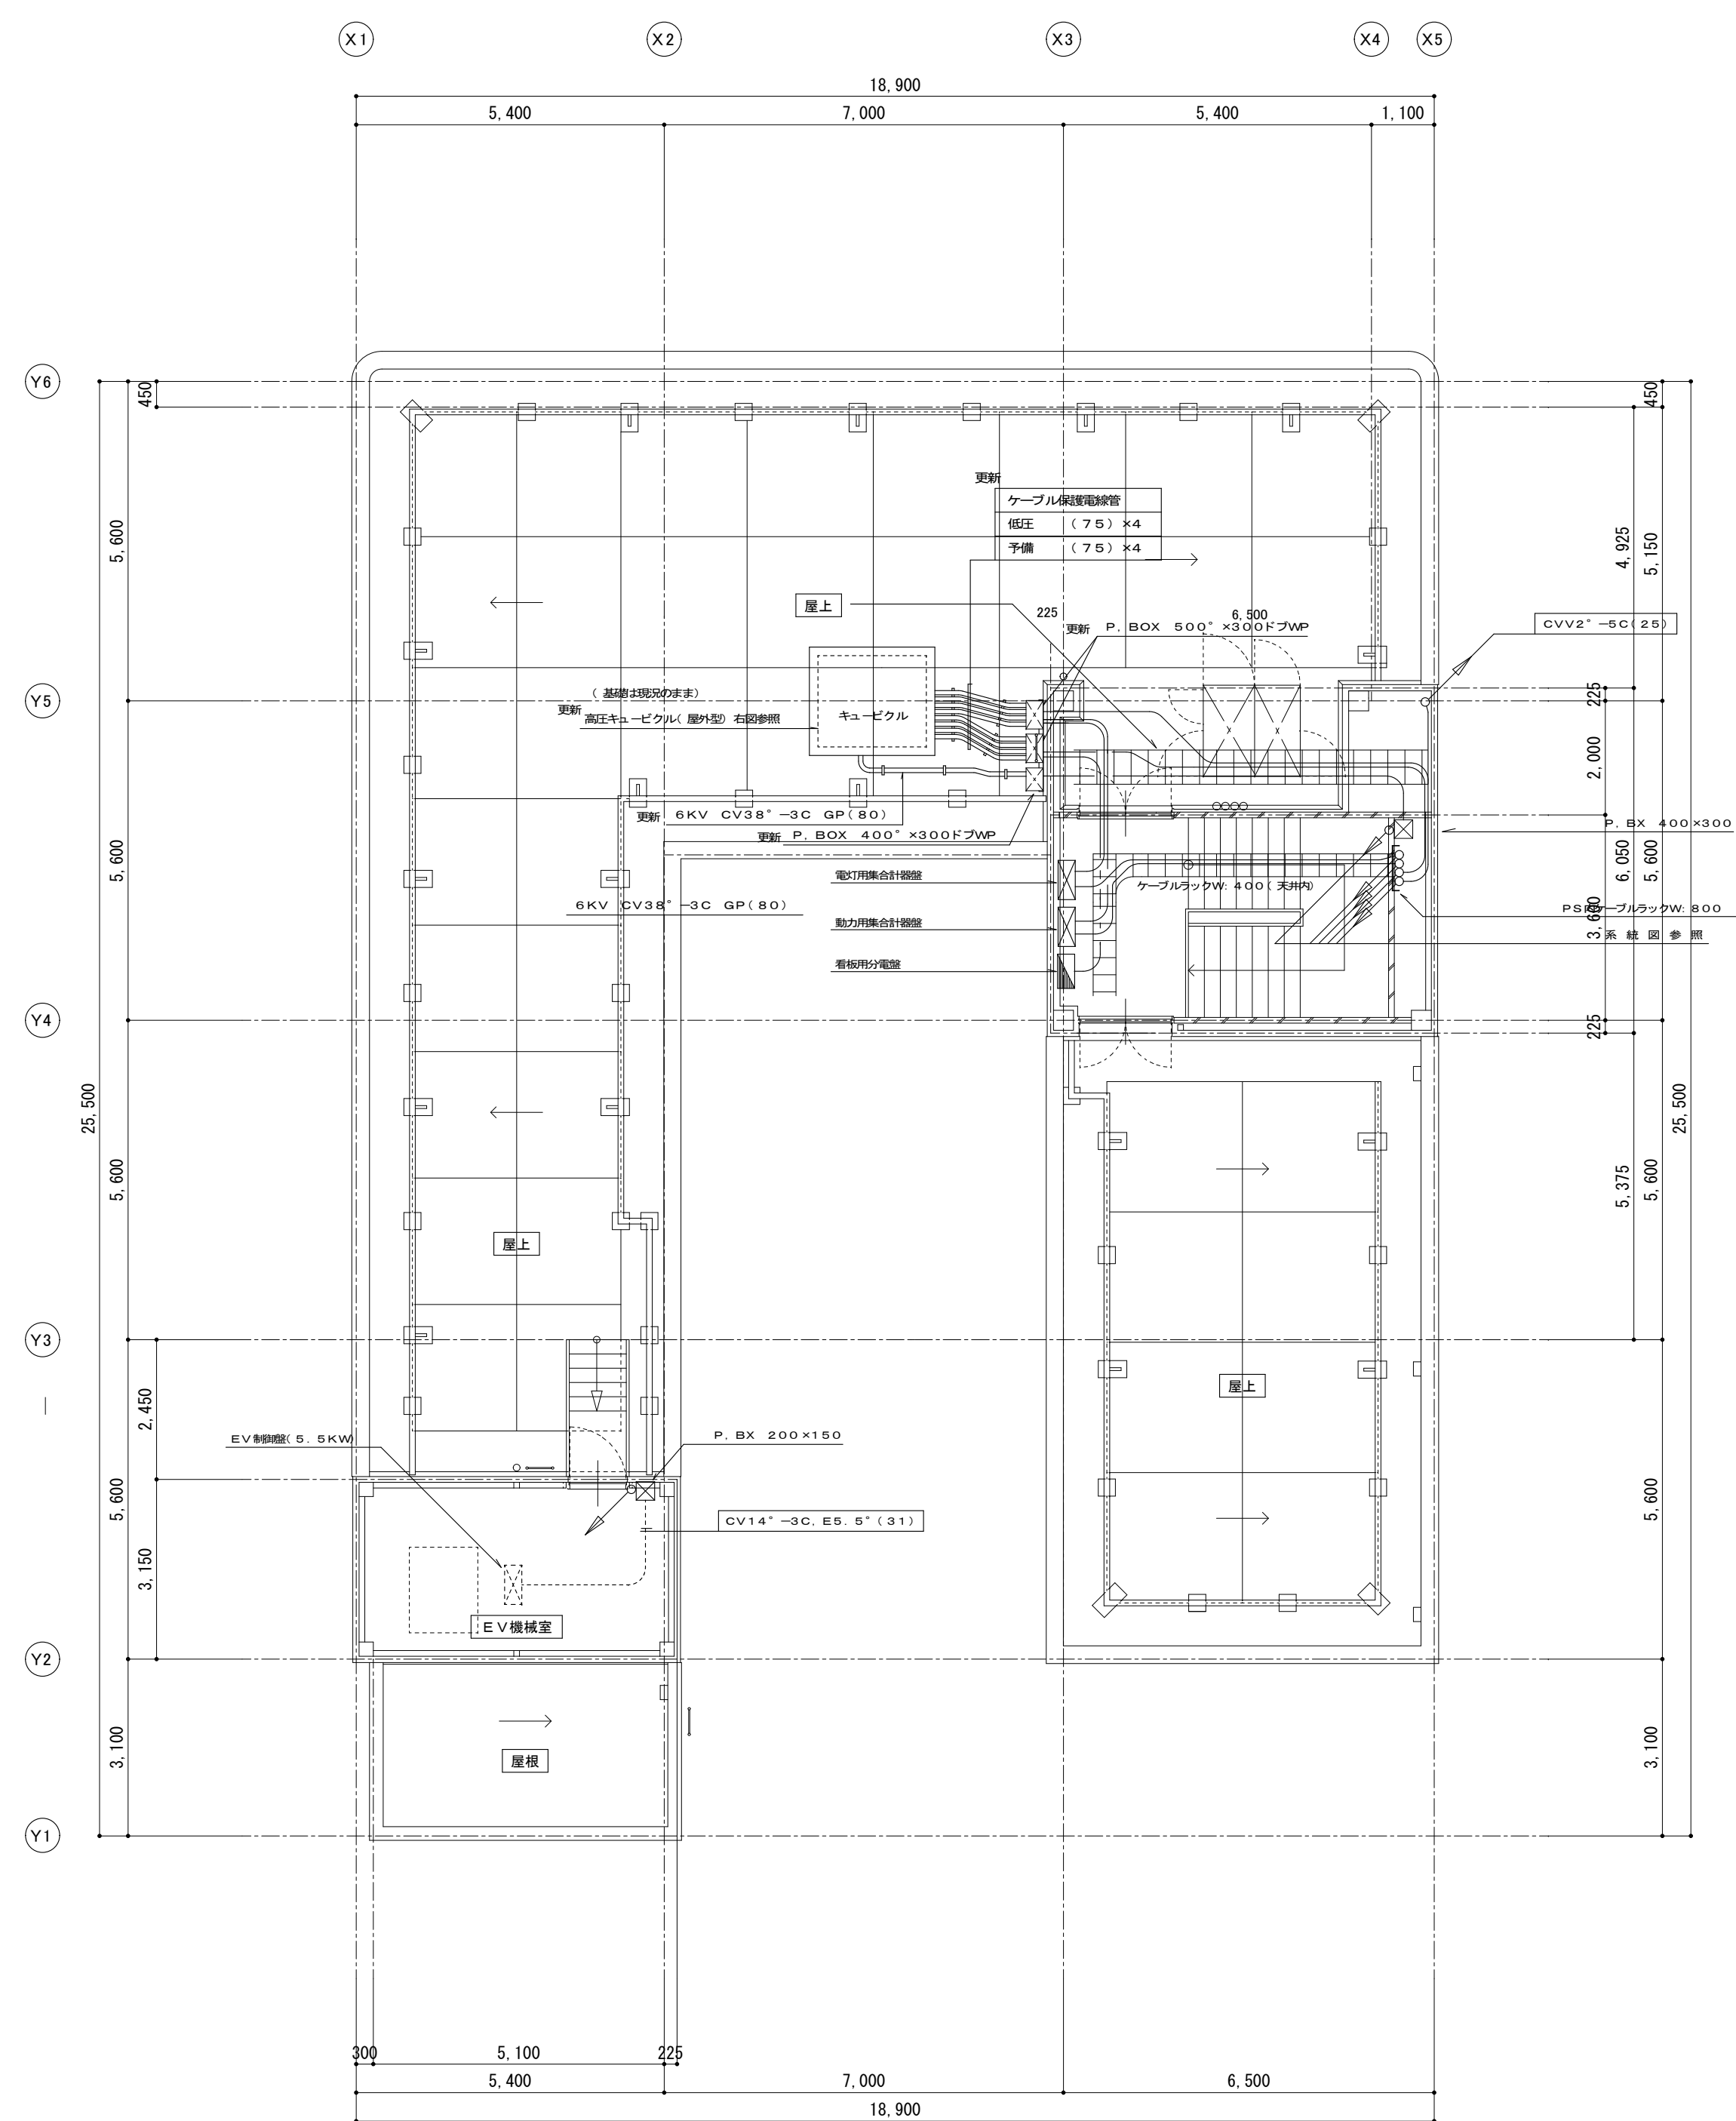 X1
X2
X3
X4
X5
18,900
5,400
7,000
5,400
1,100
Y6
450
450
更新
ケーブル保護電線管
低圧 (75)×4
予備 (75)×4
5,600
4,925
5,150
屋上
225
6,500
更新 P.BOX 500°×300ドブWP
CVV2°-5C(25)
Y5
(基礎は現況のまま)
更新 高圧キュービクル(屋外型)右図参照
キュービクル
225
2,000
更新 6KV CV38°-3C GP(80)
更新 P.BOX 400°×300ドブWP
P.BX 400×300
5,600
6,050
5,600
電灯用集合計器盤
ケーブルラックW:400(天井内)
6KV CV38°-3C GP(80)
PSPケーブルラックW:800
動力用集合計器盤
3,600
系統図参照
看板用分電盤
Y4
225
25,500
25,500
5,600
5,375
5,600
屋上
Y3
屋上
2,450
EV制御盤(5.5KW)
P.BX 200×150
5,600
CV14°-3C,E5.5°(31)
5,600
3,150
EV機械室
Y2
3,100
屋根
3,100
Y1
300
5,100
225
5,400
7,000
6,500
18,900